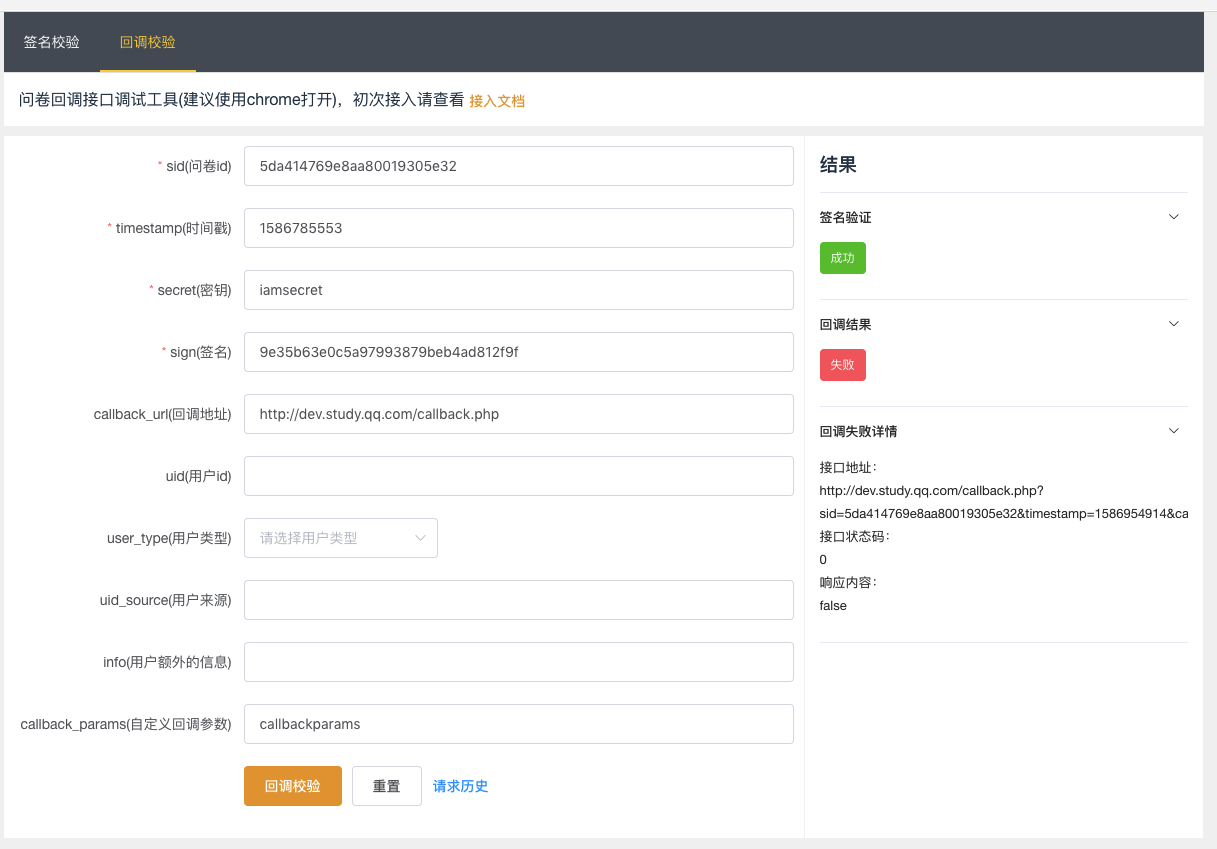 签名校验 回调校验
问卷回调接口调试工具(建议使用chrome打开)，初次接入请查看 接入文档
* sid(问卷id) 5da414769e8aa80019305e32
* timestamp(时间戳) 1586785553
* secret(密钥) iamsecret
* sign(签名) 9e35b63e0c5a97993879beb4ad812f9f
callback_url(回调地址) http://dev.study.qq.com/callback.php
uid(用户id)
user_type(用户类型) 请选择用户类型
uid_source(用户来源)
info(用户额外的信息)
callback_params(自定义回调参数) callbackparams
回调校验 重置 请求历史
结果
签名验证
成功
回调结果
失败
回调失败详情
接口地址：
http://dev.study.qq.com/callback.php?
sid=5da414769e8aa80019305e32&timestamp=1586954914&ca
接口状态码：
0
响应内容：
false